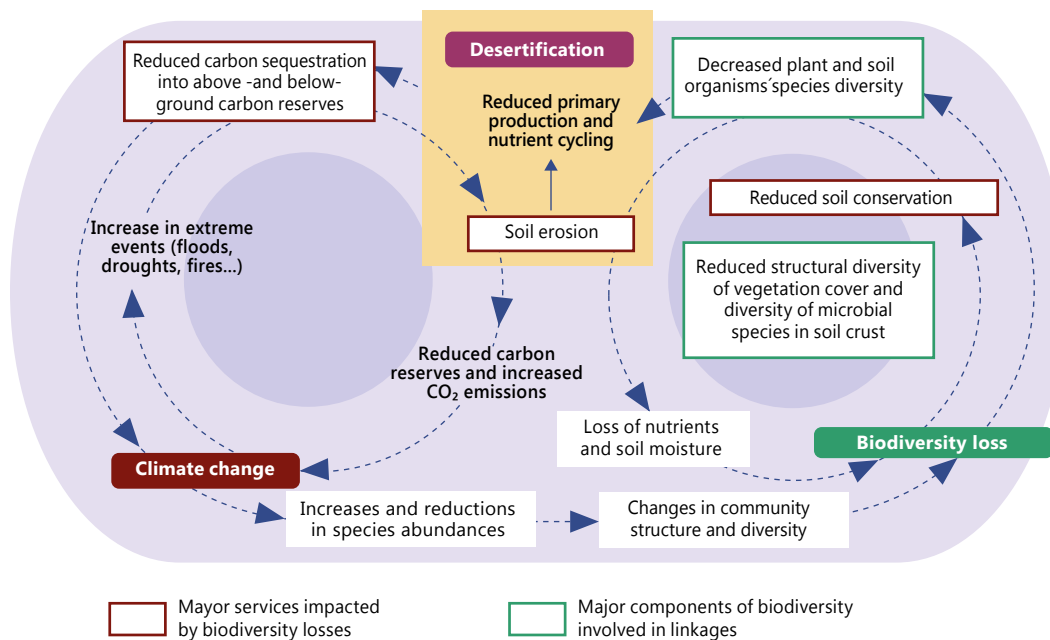 Desertification
Reduced carbon sequestration
into above -and below-
ground carbon reserves
Reduced primary
production and
nutrient cycling
Decreased plant and soil
organisms´species diversity
Reduced soil conservation
Soil erosion
Increase in extreme
events (floods,
droughts, fires...)
Reduced structural diversity
of vegetation cover and
diversity of microbial
species in soil crust
Reduced carbon
reserves and increased
CO₂ emissions
Loss of nutrients
and soil moisture
Biodiversity loss
Climate change
Increases and reductions
in species abundances
Changes in community
structure and diversity
Mayor services impacted
by biodiversity losses
Major components of biodiversity
involved in linkages